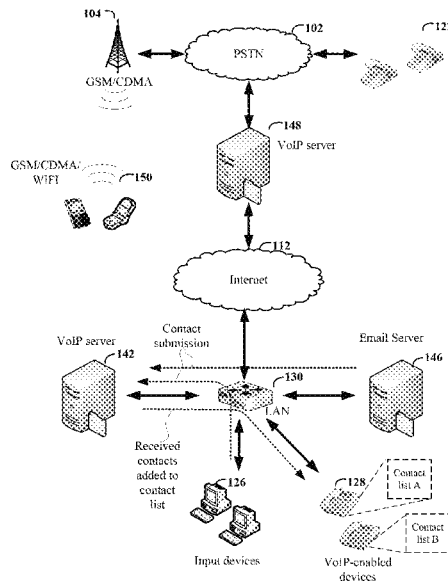 104
102
PSTN
GSM/CDMA
148
VoIP server
GSM/CDMA/
WiFI
150
112
Internet
Contact
submission
VoIP server
142
130
LAN
Email Server
146
Received
contacts
added to
contact
list
126
Input devices
128
Contact
list A
Contact
list B
VoIP-enabled
devices